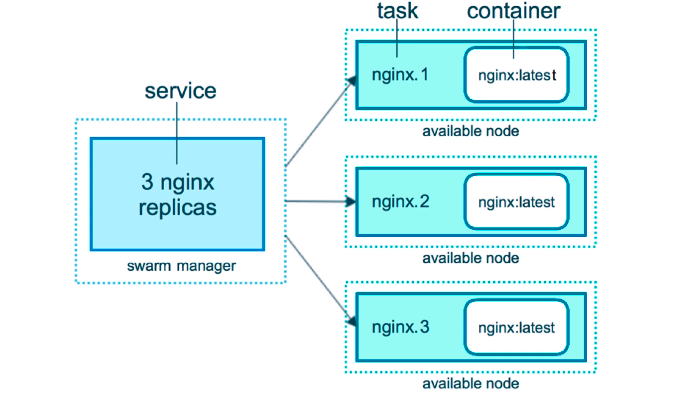 task
container
nginx.1
nginx:latest
available node
service
3 nginx
replicas
swarm manager
nginx.2
nginx:latest
available node
nginx.3
nginx:latest
available node